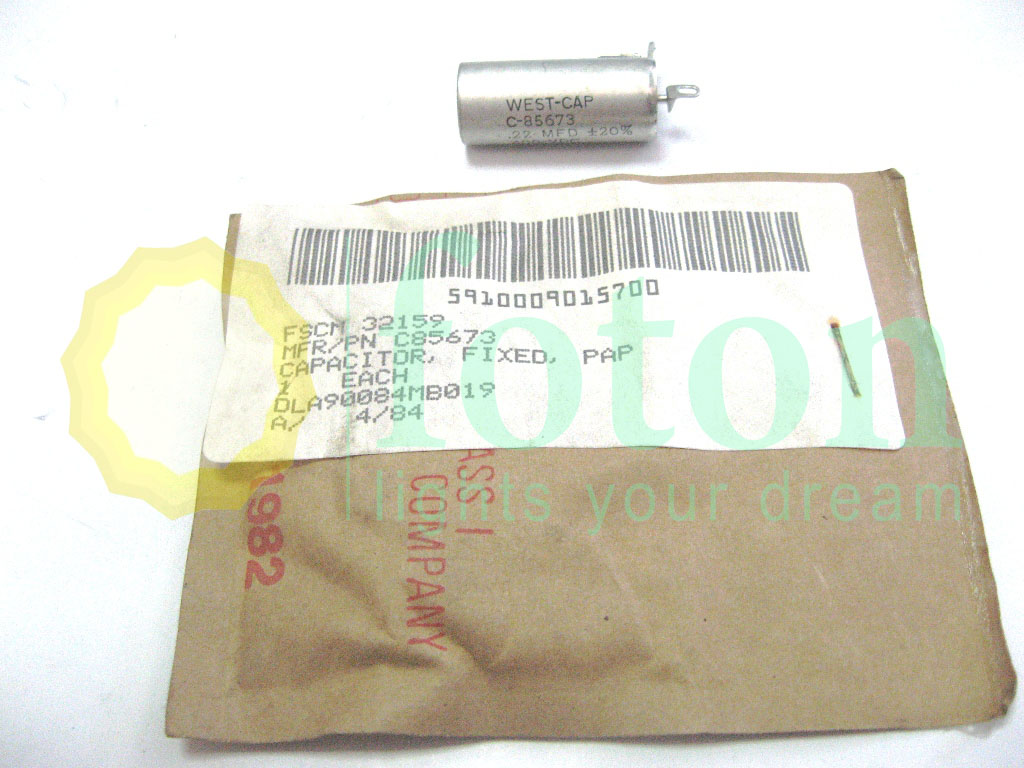 WEST-CAP
C-85673
.22 MFD ±20%
5910009015700
FSCM 32159
MFR/PN C85673
CAPACITOR, FIXED, PAP
1 EACH
DLA90084MB019
A/ 4/84
foton
lights your dream
1982
ASS I
COMPANY